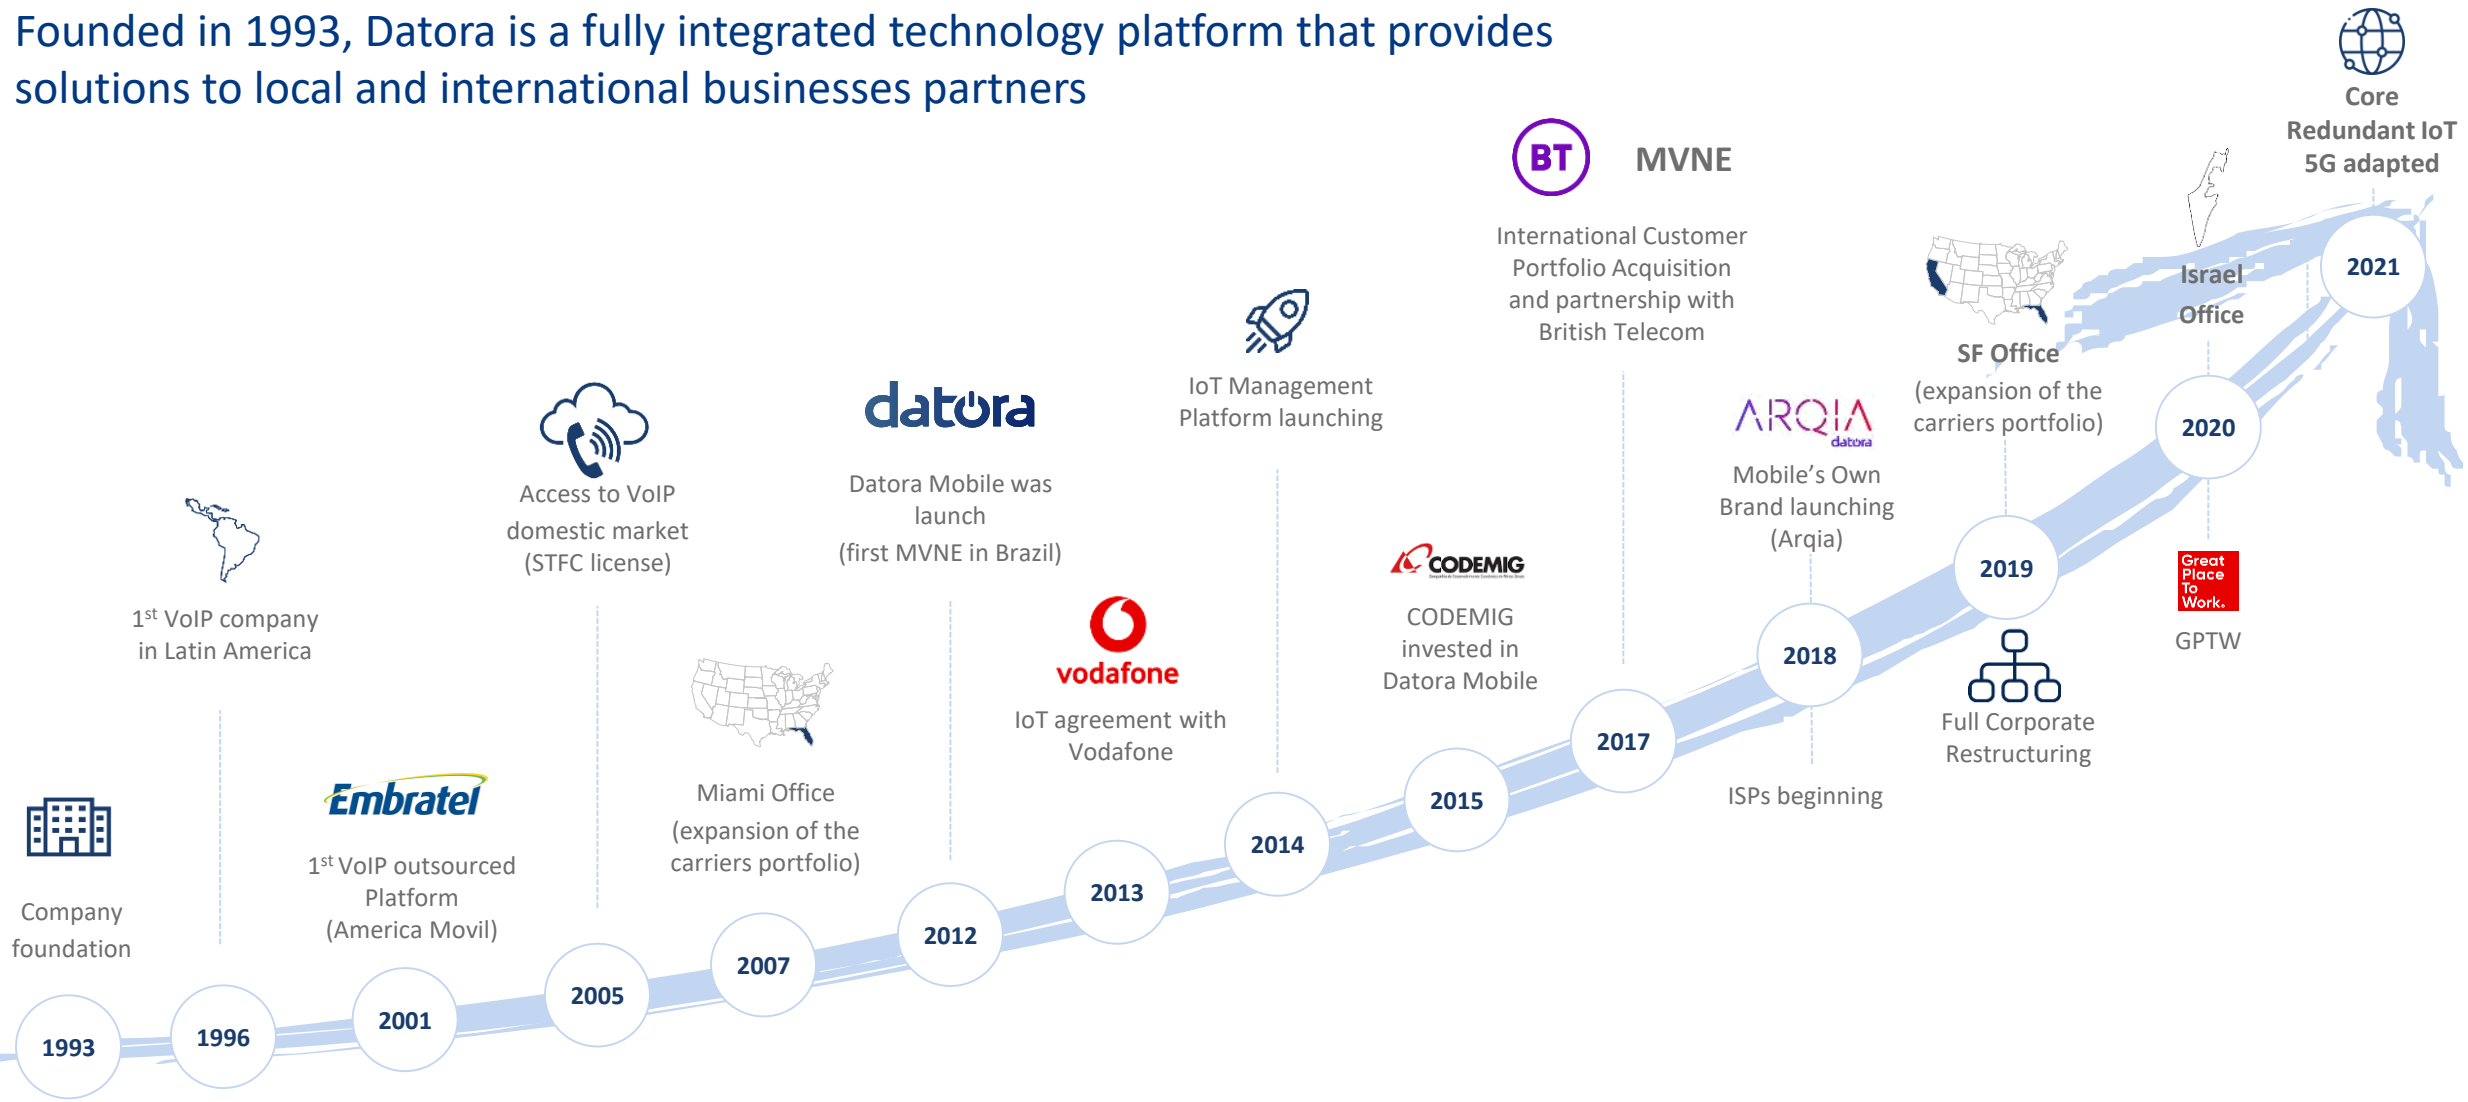 Founded in 1993, Datora is a fully integrated technology platform that provides
solutions to local and international businesses partners
Company
foundation
1993
1st VoIP company
in Latin America
1996
Embratel
1st VoIP outsourced
Platform
(America Movil)
2001
Access to VoIP
domestic market
(STFC license)
2005
Miami Office
(expansion of the
carriers portfolio)
2007
datora
Datora Mobile was
launch
(first MVNE in Brazil)
2012
vodafone
IoT agreement with
Vodafone
2013
IoT Management
Platform launching
2014
CODEMIG
CODEMIG
invested in
Datora Mobile
2015
BT MVNE
International Customer
Portfolio Acquisition
and partnership with
British Telecom
2017
ARQIA
datora
Mobile’s Own
Brand launching
(Arqia)
2018
ISPs beginning
SF Office
(expansion of the
carriers portfolio)
2019
Full Corporate
Restructuring
Israel
Office
2020
Great
Place
To
Work.
GPTW
Core
Redundant IoT
5G adapted
2021